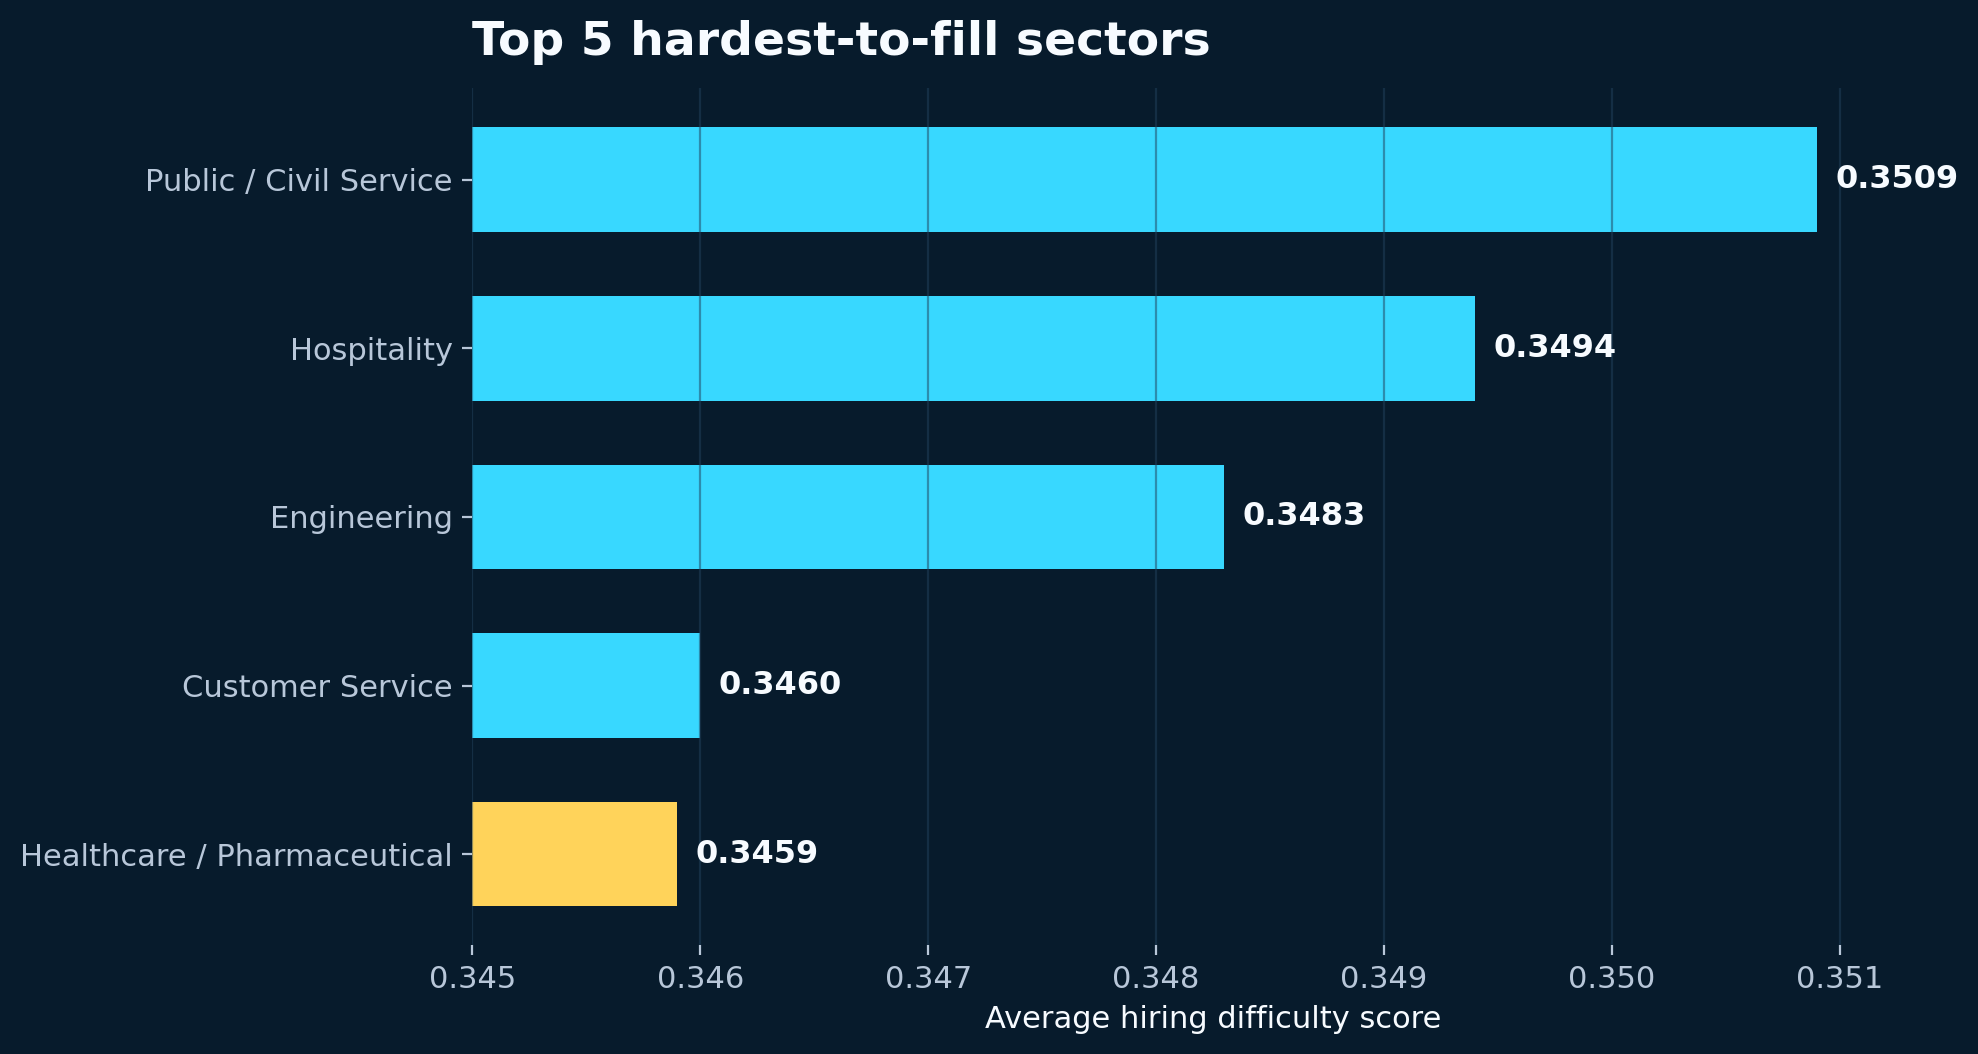 Top 5 hardest-to-fill sectors
Public / Civil Service
0.3509
Hospitality
0.3494
Engineering
0.3483
Customer Service
0.3460
Healthcare / Pharmaceutical
0.3459
0.345 0.346 0.347 0.348 0.349 0.350 0.351
Average hiring difficulty score